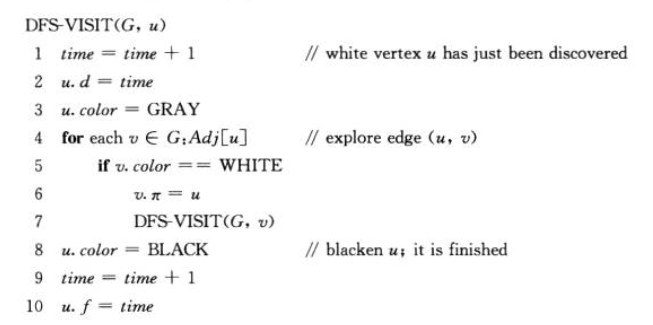 DFS-VISIT(G, u)
1 time = time + 1 // white vertex u has just been discovered
2 u. d = time
3 u. color = GRAY
4 for each v ∈ G:Adj[u] // explore edge (u, v)
5 if v. color == WHITE
6 v. π = u
7 DFS-VISIT(G, v)
8 u. color = BLACK // blacken u; it is finished
9 time = time + 1
10 u. f = time